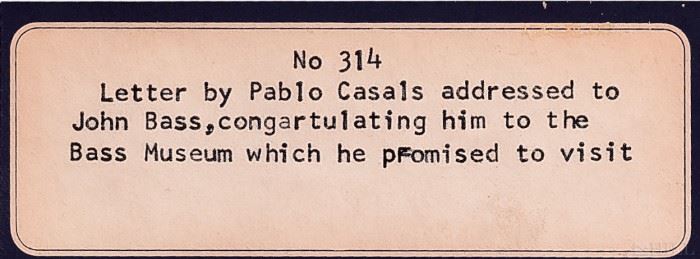 No 314
Letter by Pablo Casals addressed to
John Bass,congartulating him to the
Bass Museum which he promised to visit